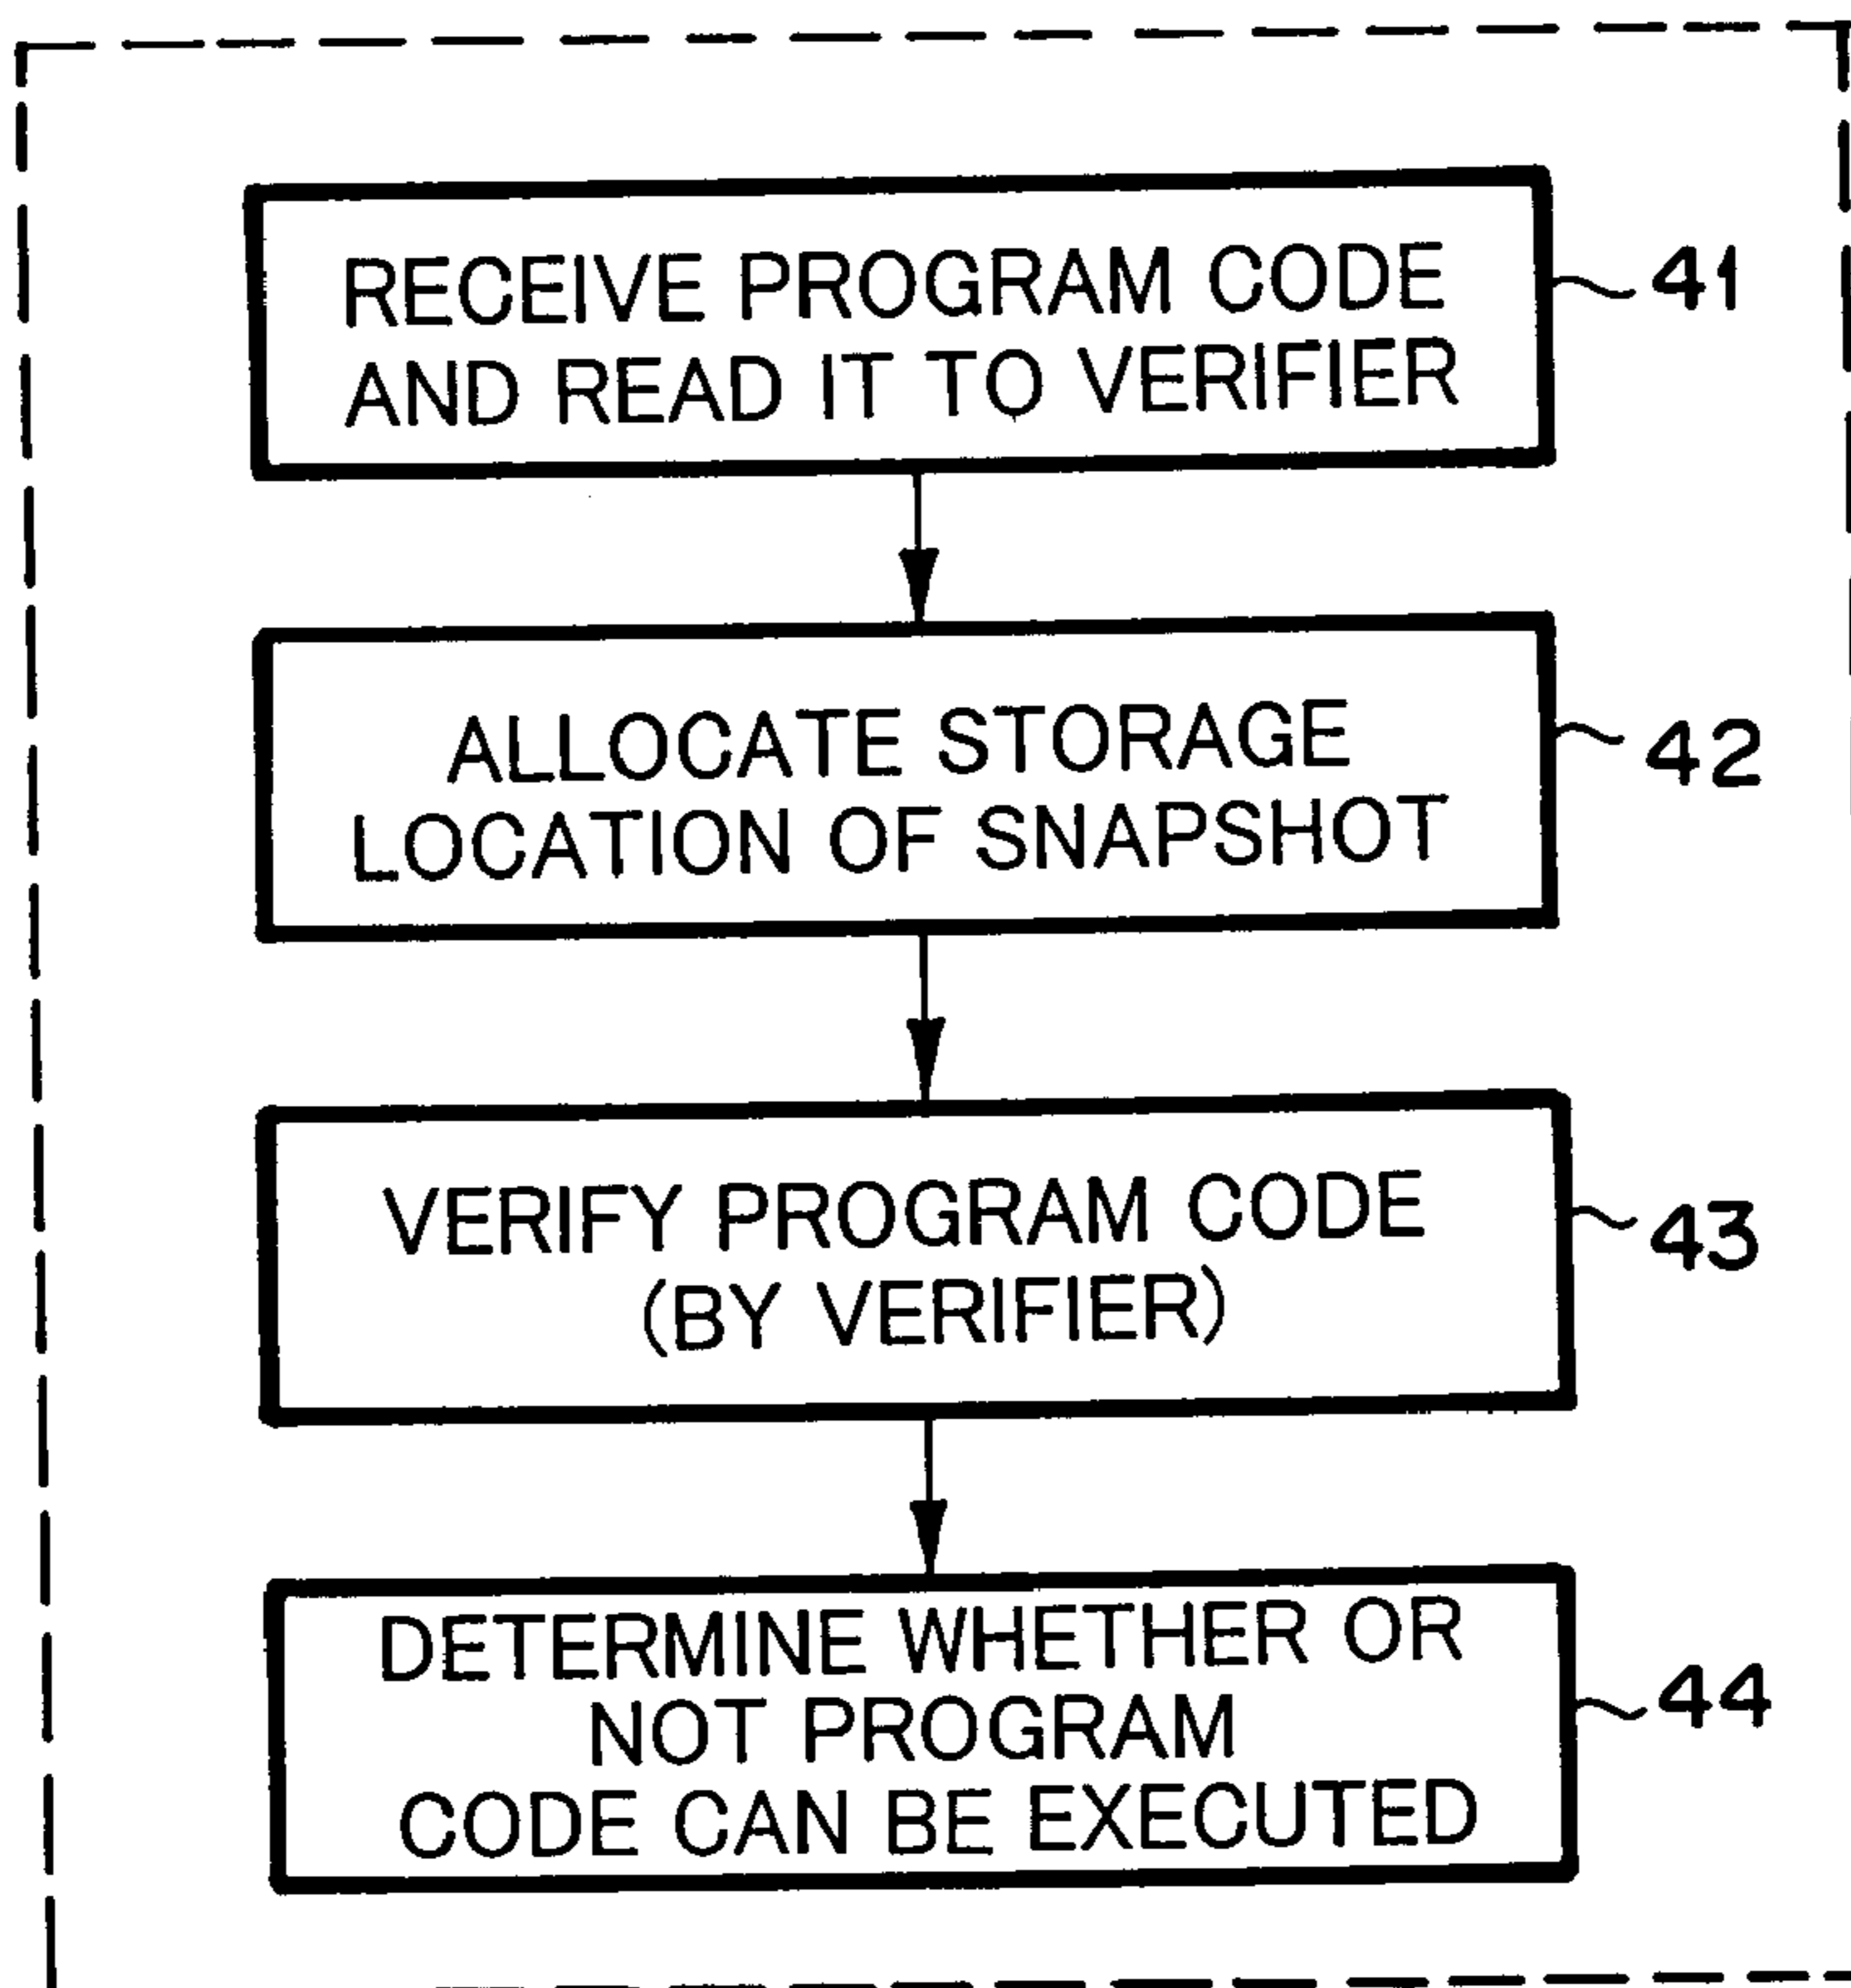 RECEIVE PROGRAM CODE
AND READ IT TO VERIFIER
41
ALLOCATE STORAGE
LOCATION OF SNAPSHOT
42
VERIFY PROGRAM CODE
(BY VERIFIER)
43
DETERMINE WHETHER OR
NOT PROGRAM
CODE CAN BE EXECUTED
44